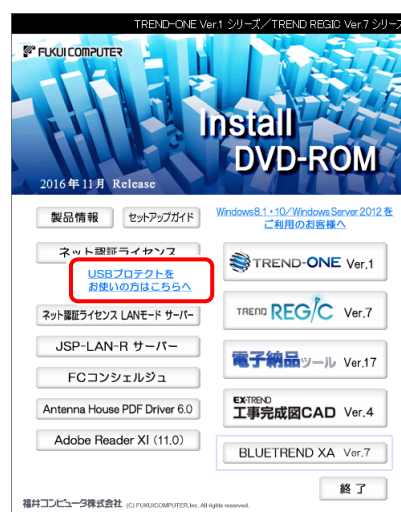 TREND-ONE Ver.1 シリーズ／TREND REGIC Ver.7 シリーズ
FUKUI COMPUTER
Install
DVD-ROM
2016年11月 Release
製品情報
セットアップガイド
Windows8.1・10／Windows Server 2012 を
ご利用のお客様へ
ネット認証ライセンス
USBプロテクトを
お使いの方はこちらへ
ネット認証ライセンス LANモード サーバー
JSP-LAN-R サーバー
FCコンシェルジュ
Antenna House PDF Driver 6.0
Adobe Reader XI (11.0)
TREND-ONE Ver.1
TREND REGIC Ver.7
電子納品ツール Ver.17
EX-TREND
工事完成図CAD Ver.4
BLUETREND XA Ver.7
終了
福井コンピュータ株式会社 (C) FUKUICOMPUTER,Inc. All rights reserved.